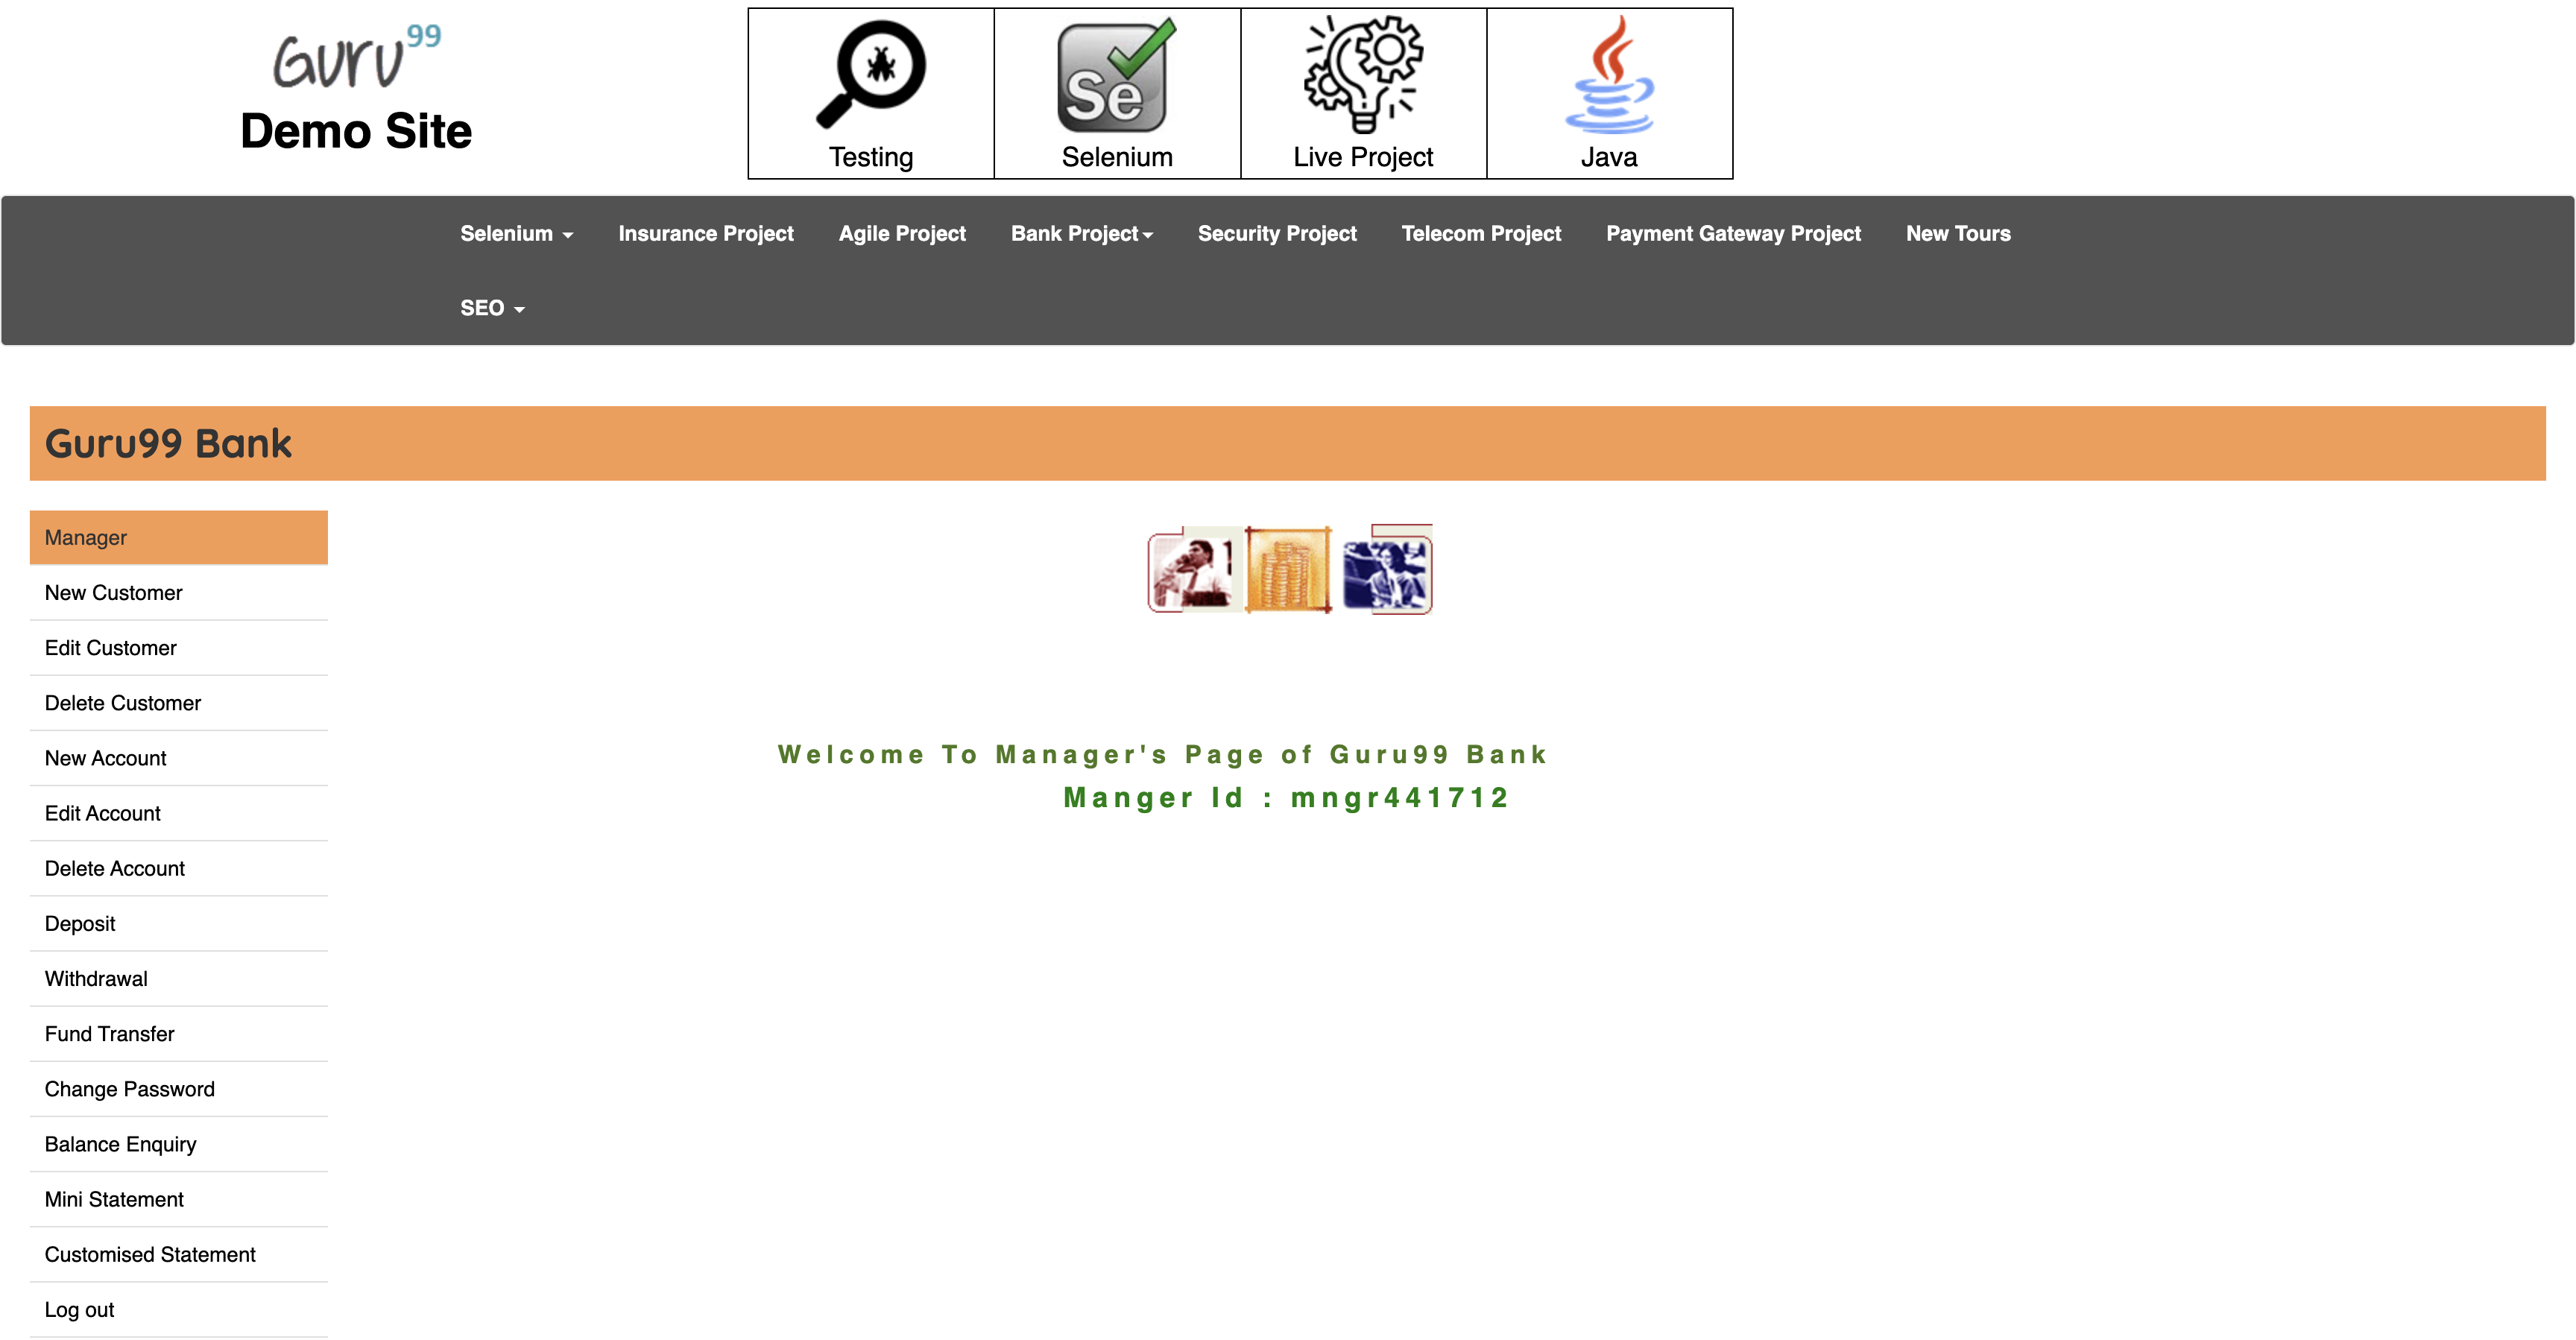 Guru99
Demo Site
Testing
Se
Selenium
Live Project
Java
Selenium
Insurance Project
Agile Project
Bank Project
Security Project
Telecom Project
Payment Gateway Project
New Tours
SEO
Guru99 Bank
Manager
New Customer
Edit Customer
Delete Customer
New Account
Edit Account
Delete Account
Deposit
Withdrawal
Fund Transfer
Change Password
Balance Enquiry
Mini Statement
Customised Statement
Log out
Welcome To Manager's Page of Guru99 Bank
Manger Id : mngr441712